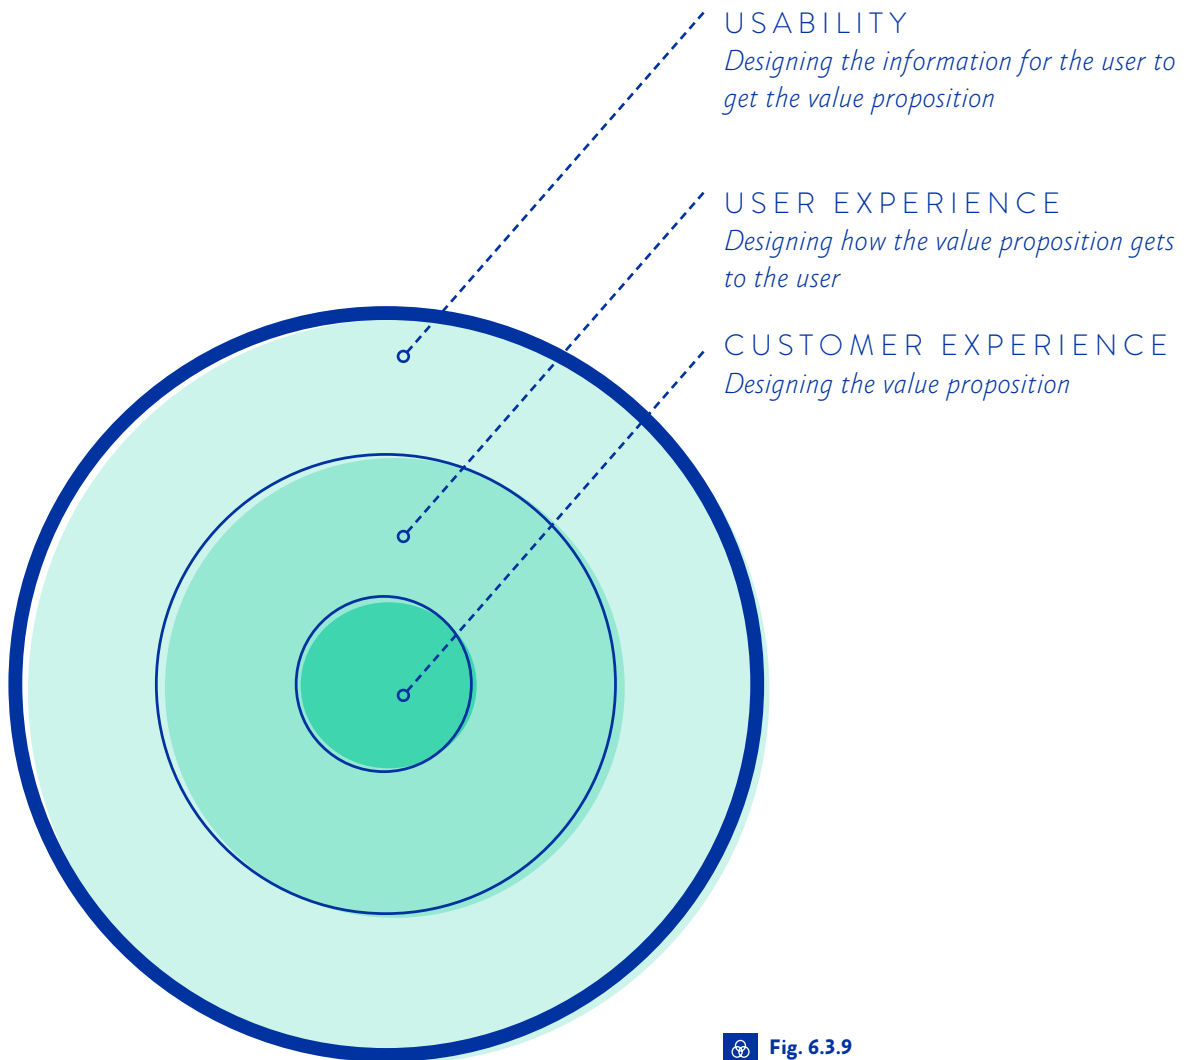 USABILITY
Designing the information for the user to
get the value proposition
USER EXPERIENCE
Designing how the value proposition gets
to the user
CUSTOMER EXPERIENCE
Designing the value proposition
Fig. 6.3.9